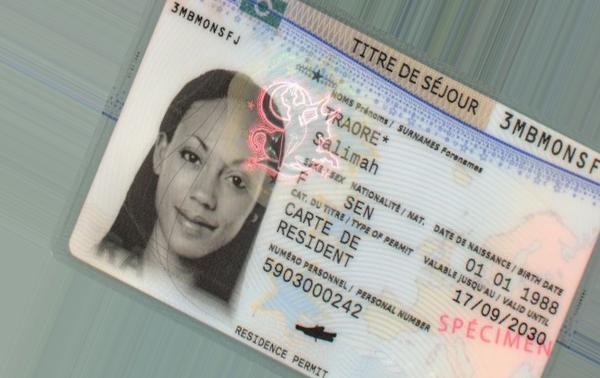 3MBMONSFJ
TITRE DE SÉJOUR
3MBMONSF
NOMS Prénoms / SURNAMES Forenames
TRAORE*
Salimah
SEXE / SEX NATIONALITÉ / NAT. DATE DE NAISSANCE / BIRTH DATE
F SEN 01 01 1988
CAT. DU TITRE / TYPE OF PERMIT VALABLE JUSQU'AU / VALID UNTIL
CARTE DE 17/09/2030
RESIDENT
NUMÉRO PERSONNEL / PERSONAL NUMBER
5903000242
SPÉCIMEN
RESIDENCE PERMIT